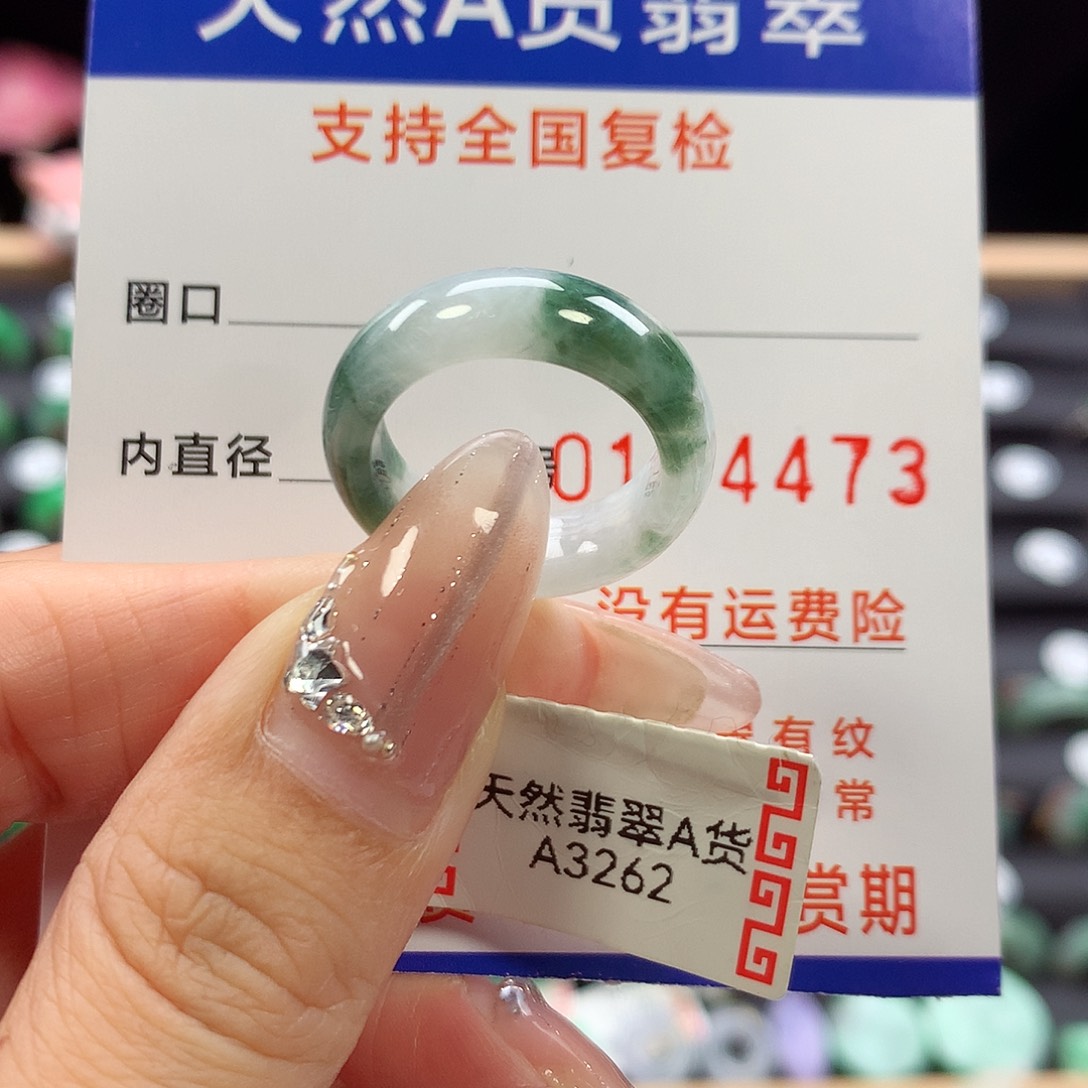 天然A货翡翠
支持全国复检
圈口
内直径
01 4473
没有运费险
有纹
常
赏期
天然翡翠A货
A3262